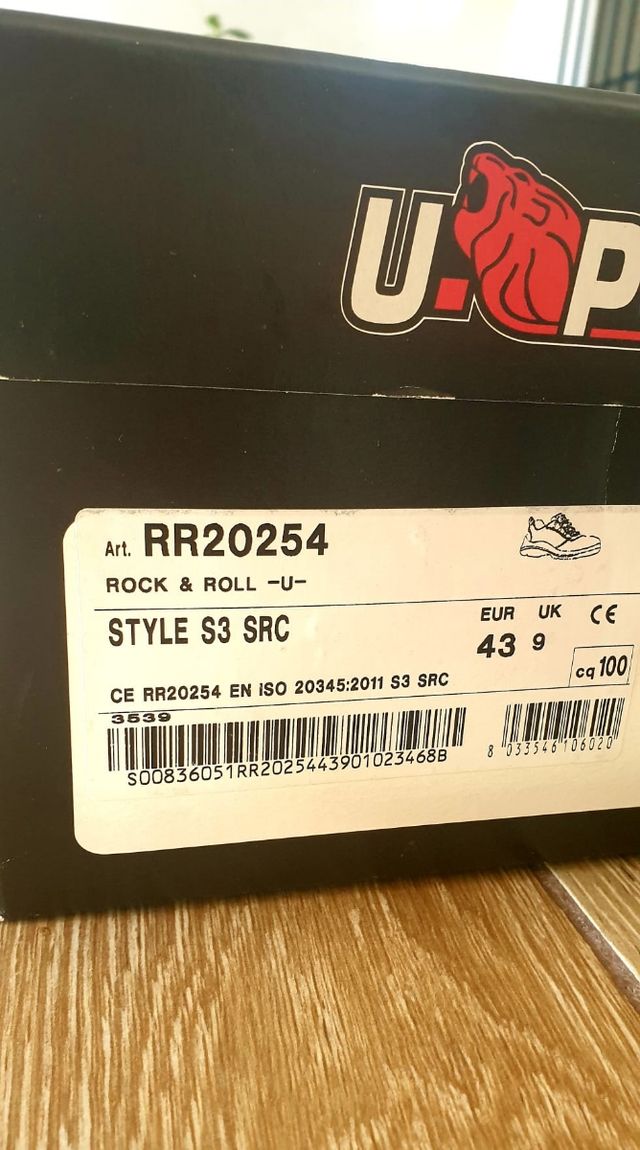 U.P
Art. RR20254
ROCK & ROLL -U-
STYLE S3 SRC
EUR UK CE
43 9
cq 100
CE RR20254 EN ISO 20345:2011 S3 SRC
3539
S00836051RR2025443901023468B
8 033546 106020